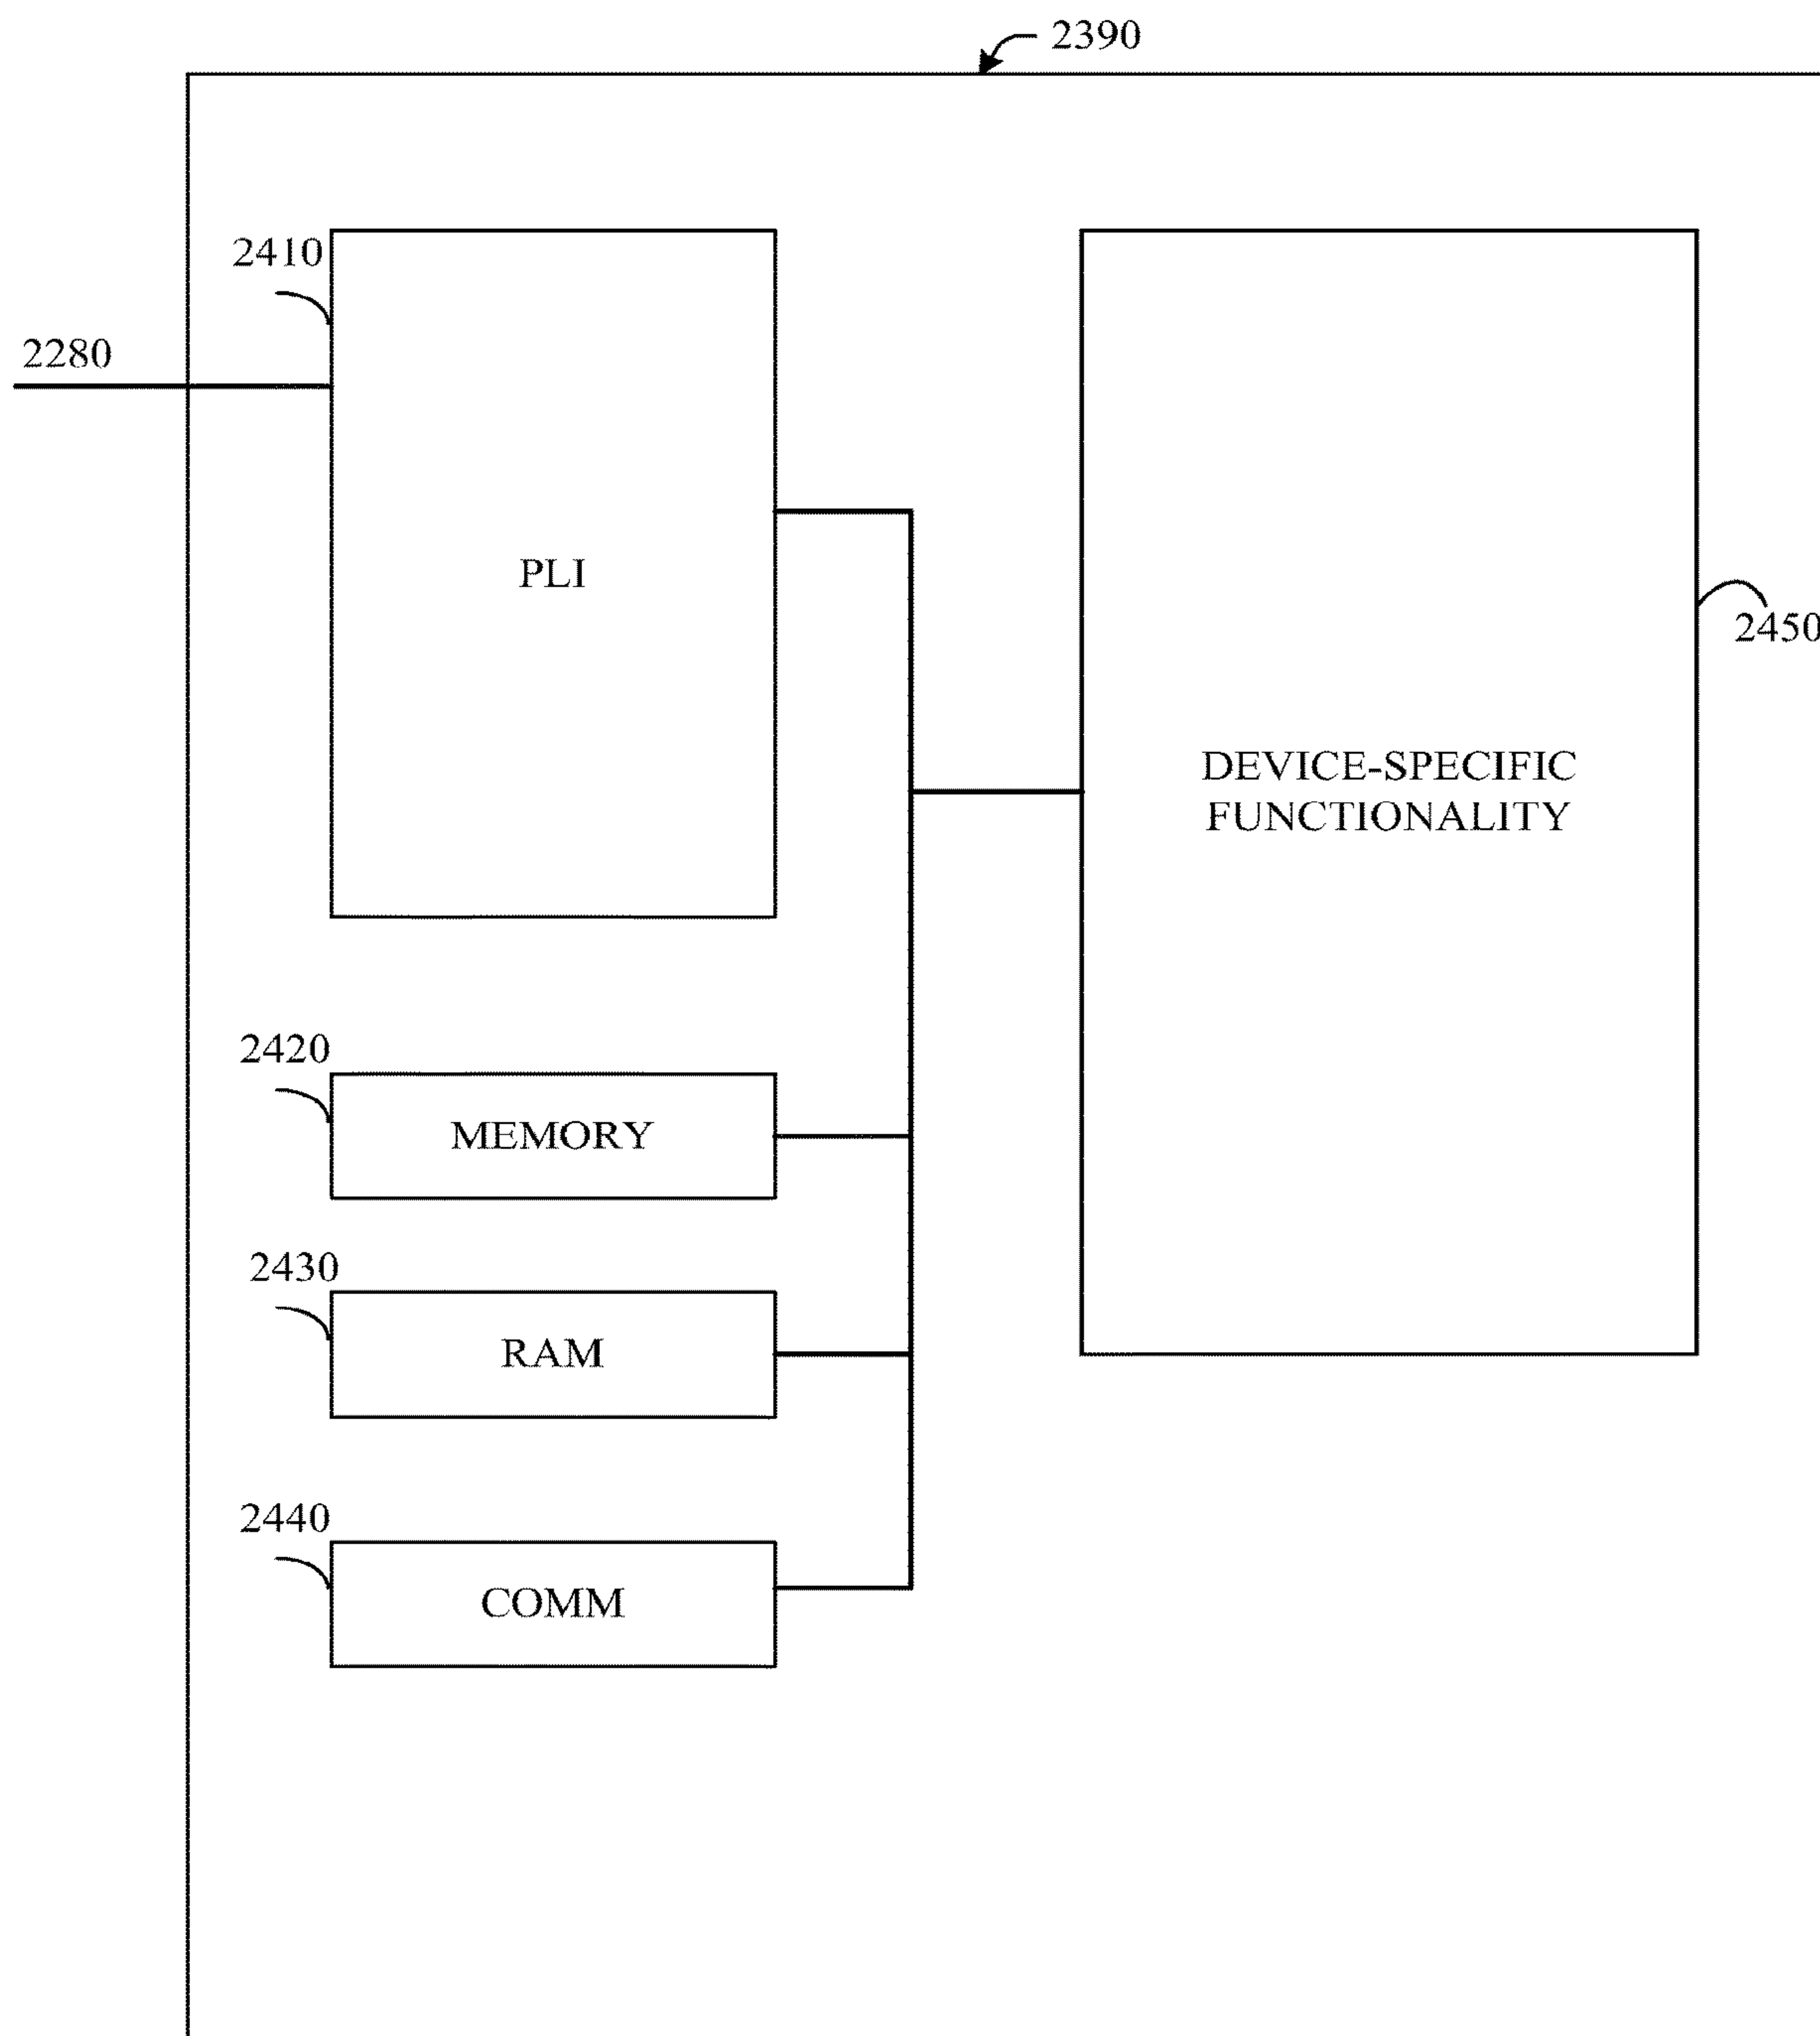 2390
2410
2280
PLI
2450
DEVICE-SPECIFIC
FUNCTIONALITY
2420
MEMORY
2430
RAM
2440
COMM